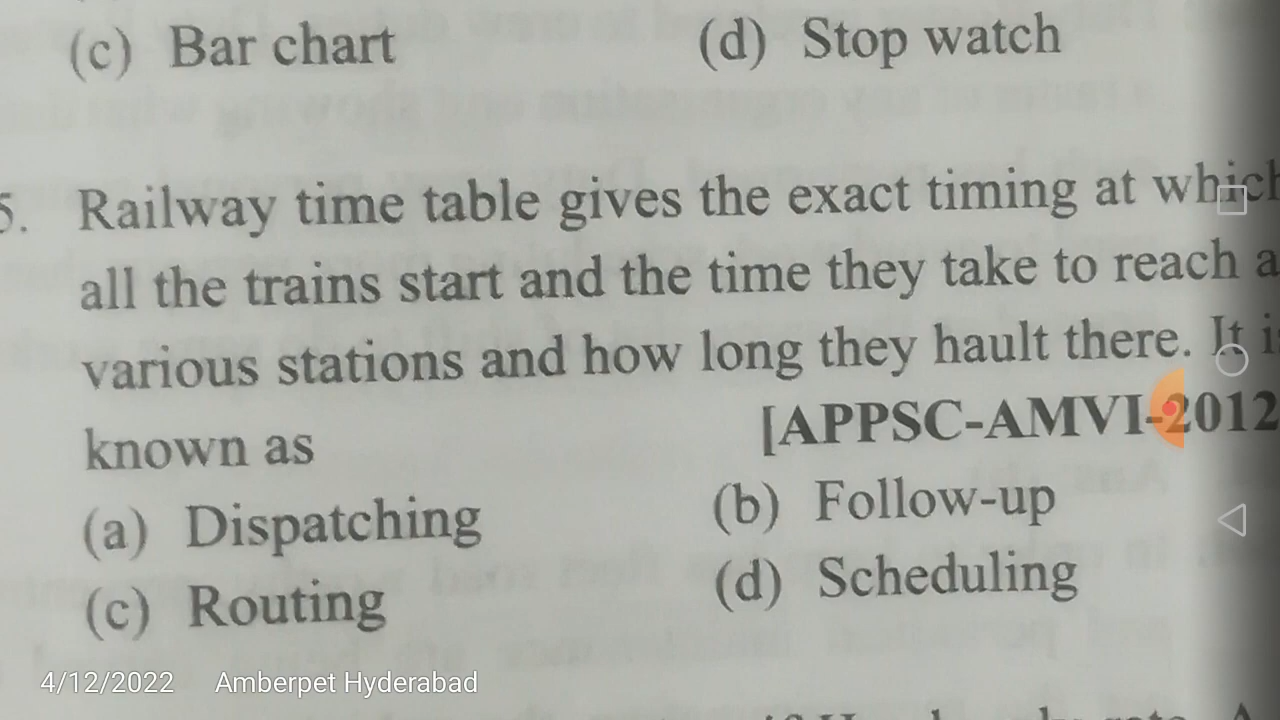 (c) Bar chart (d) Stop watch
5. Railway time table gives the exact timing at which
all the trains start and the time they take to reach a
various stations and how long they hault there. It i
known as [APPSC-AMVI-2012
(a) Dispatching (b) Follow-up
(c) Routing (d) Scheduling
4/12/2022 Amberpet Hyderabad